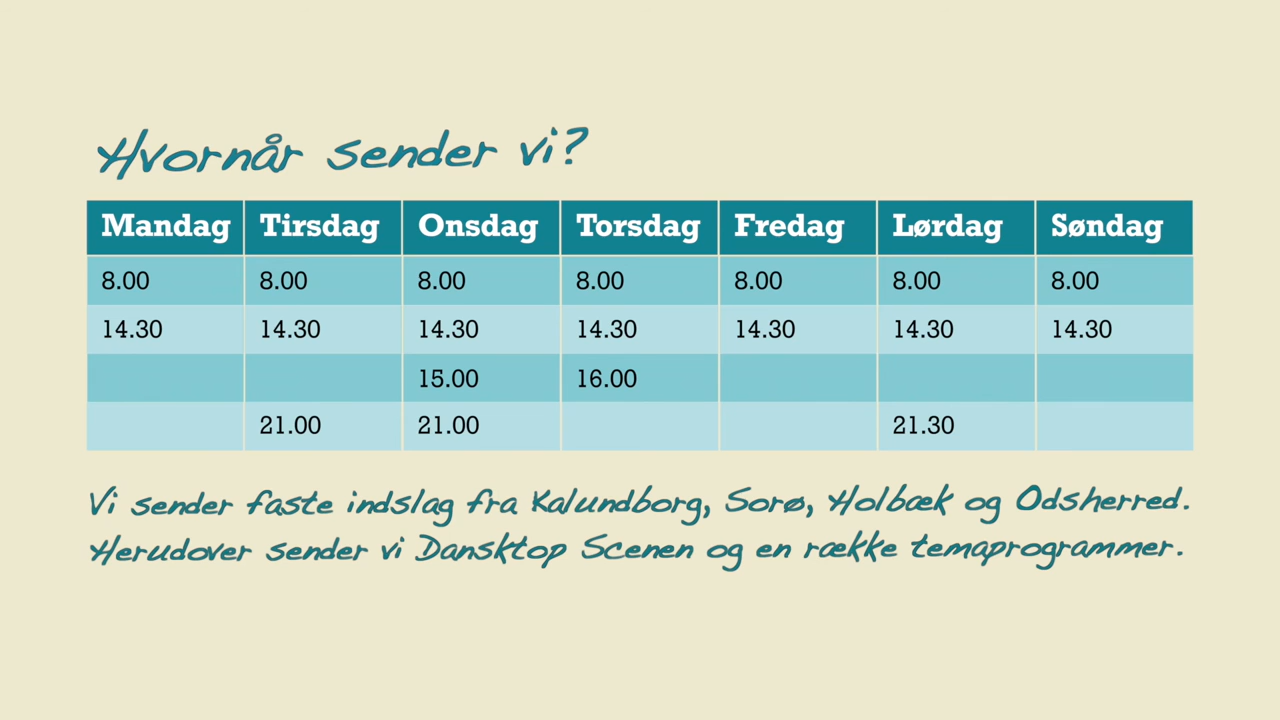 Hvornår sender vi?
Mandag Tirsdag Onsdag Torsdag Fredag Lørdag Søndag
8.00 8.00 8.00 8.00 8.00 8.00 8.00
14.30 14.30 14.30 14.30 14.30 14.30 14.30
15.00 16.00
21.00 21.00 21.30
Vi sender faste indslag fra Kalundborg, Sorø, Holbæk og Odsherred.
Herudover sender vi Dansktop Scenen og en række temaprogrammer.